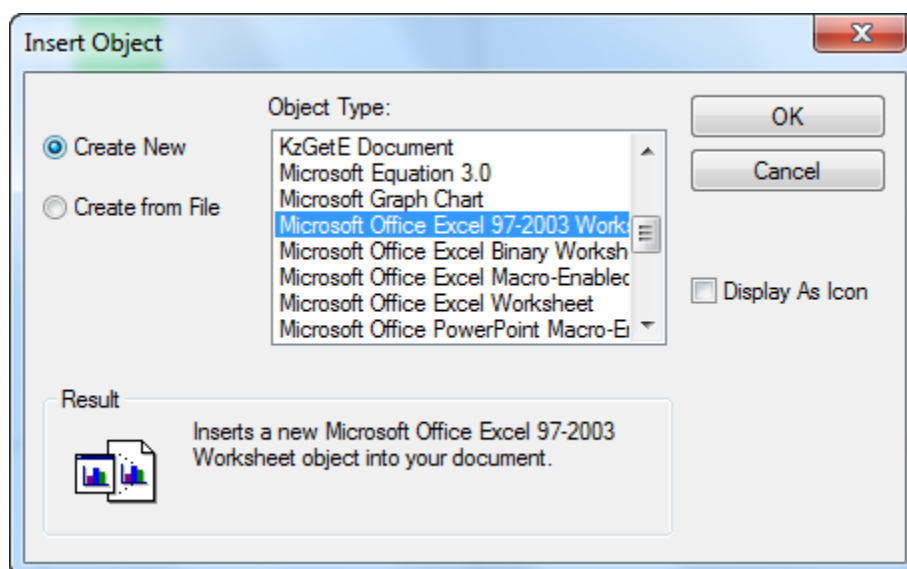 Insert Object
Object Type:
Create New
Create from File
KzGetE Document
Microsoft Equation 3.0
Microsoft Graph Chart
Microsoft Office Excel 97-2003 Works
Microsoft Office Excel Binary Worksh
Microsoft Office Excel Macro-Enabled
Microsoft Office Excel Worksheet
Microsoft Office PowerPoint Macro-En
OK
Cancel
Display As Icon
Result
Inserts a new Microsoft Office Excel 97-2003
Worksheet object into your document.